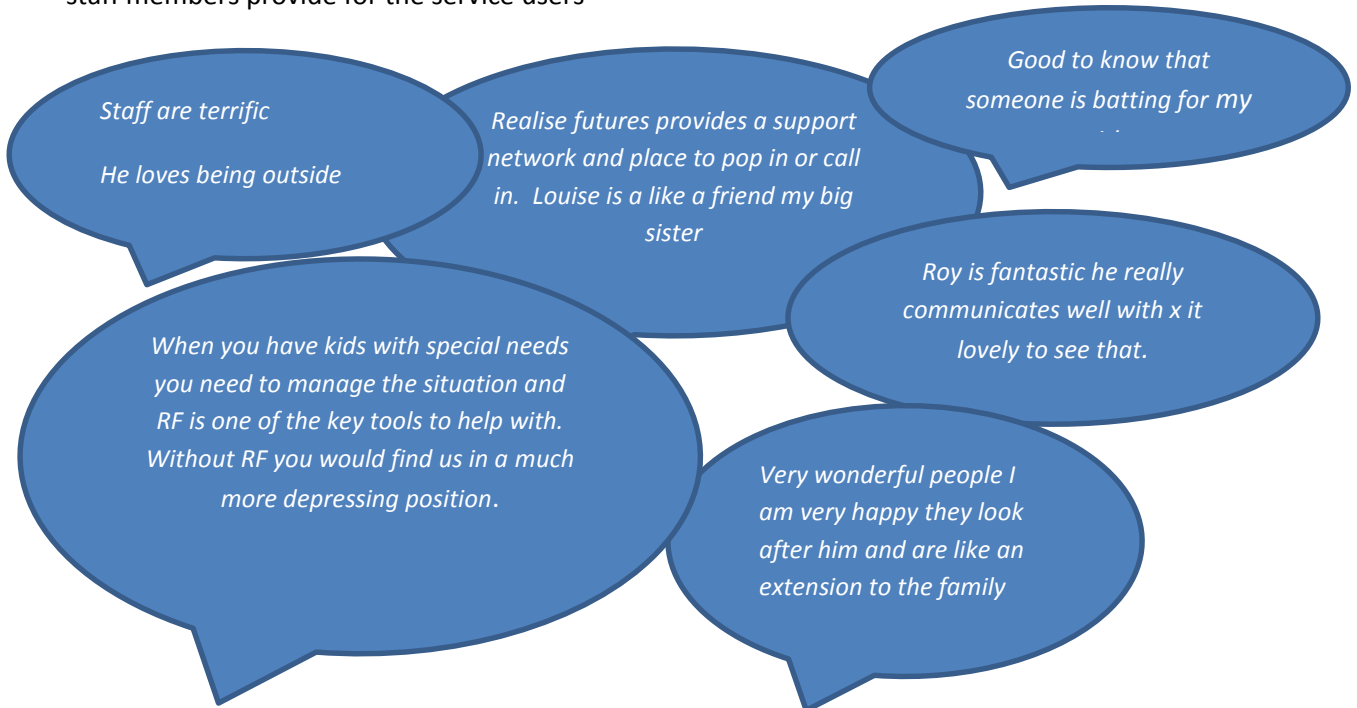 staff members provide for the service users
Staff are terrific
He loves being outside
Realise futures provides a support
network and place to pop in or call
in. Louise is a like a friend my big
sister
Good to know that
someone is batting for my
Roy is fantastic he really
communicates well with x it
lovely to see that.
When you have kids with special needs
you need to manage the situation and
RF is one of the key tools to help with.
Without RF you would find us in a much
more depressing position.
Very wonderful people I
am very happy they look
after him and are like an
extension to the family